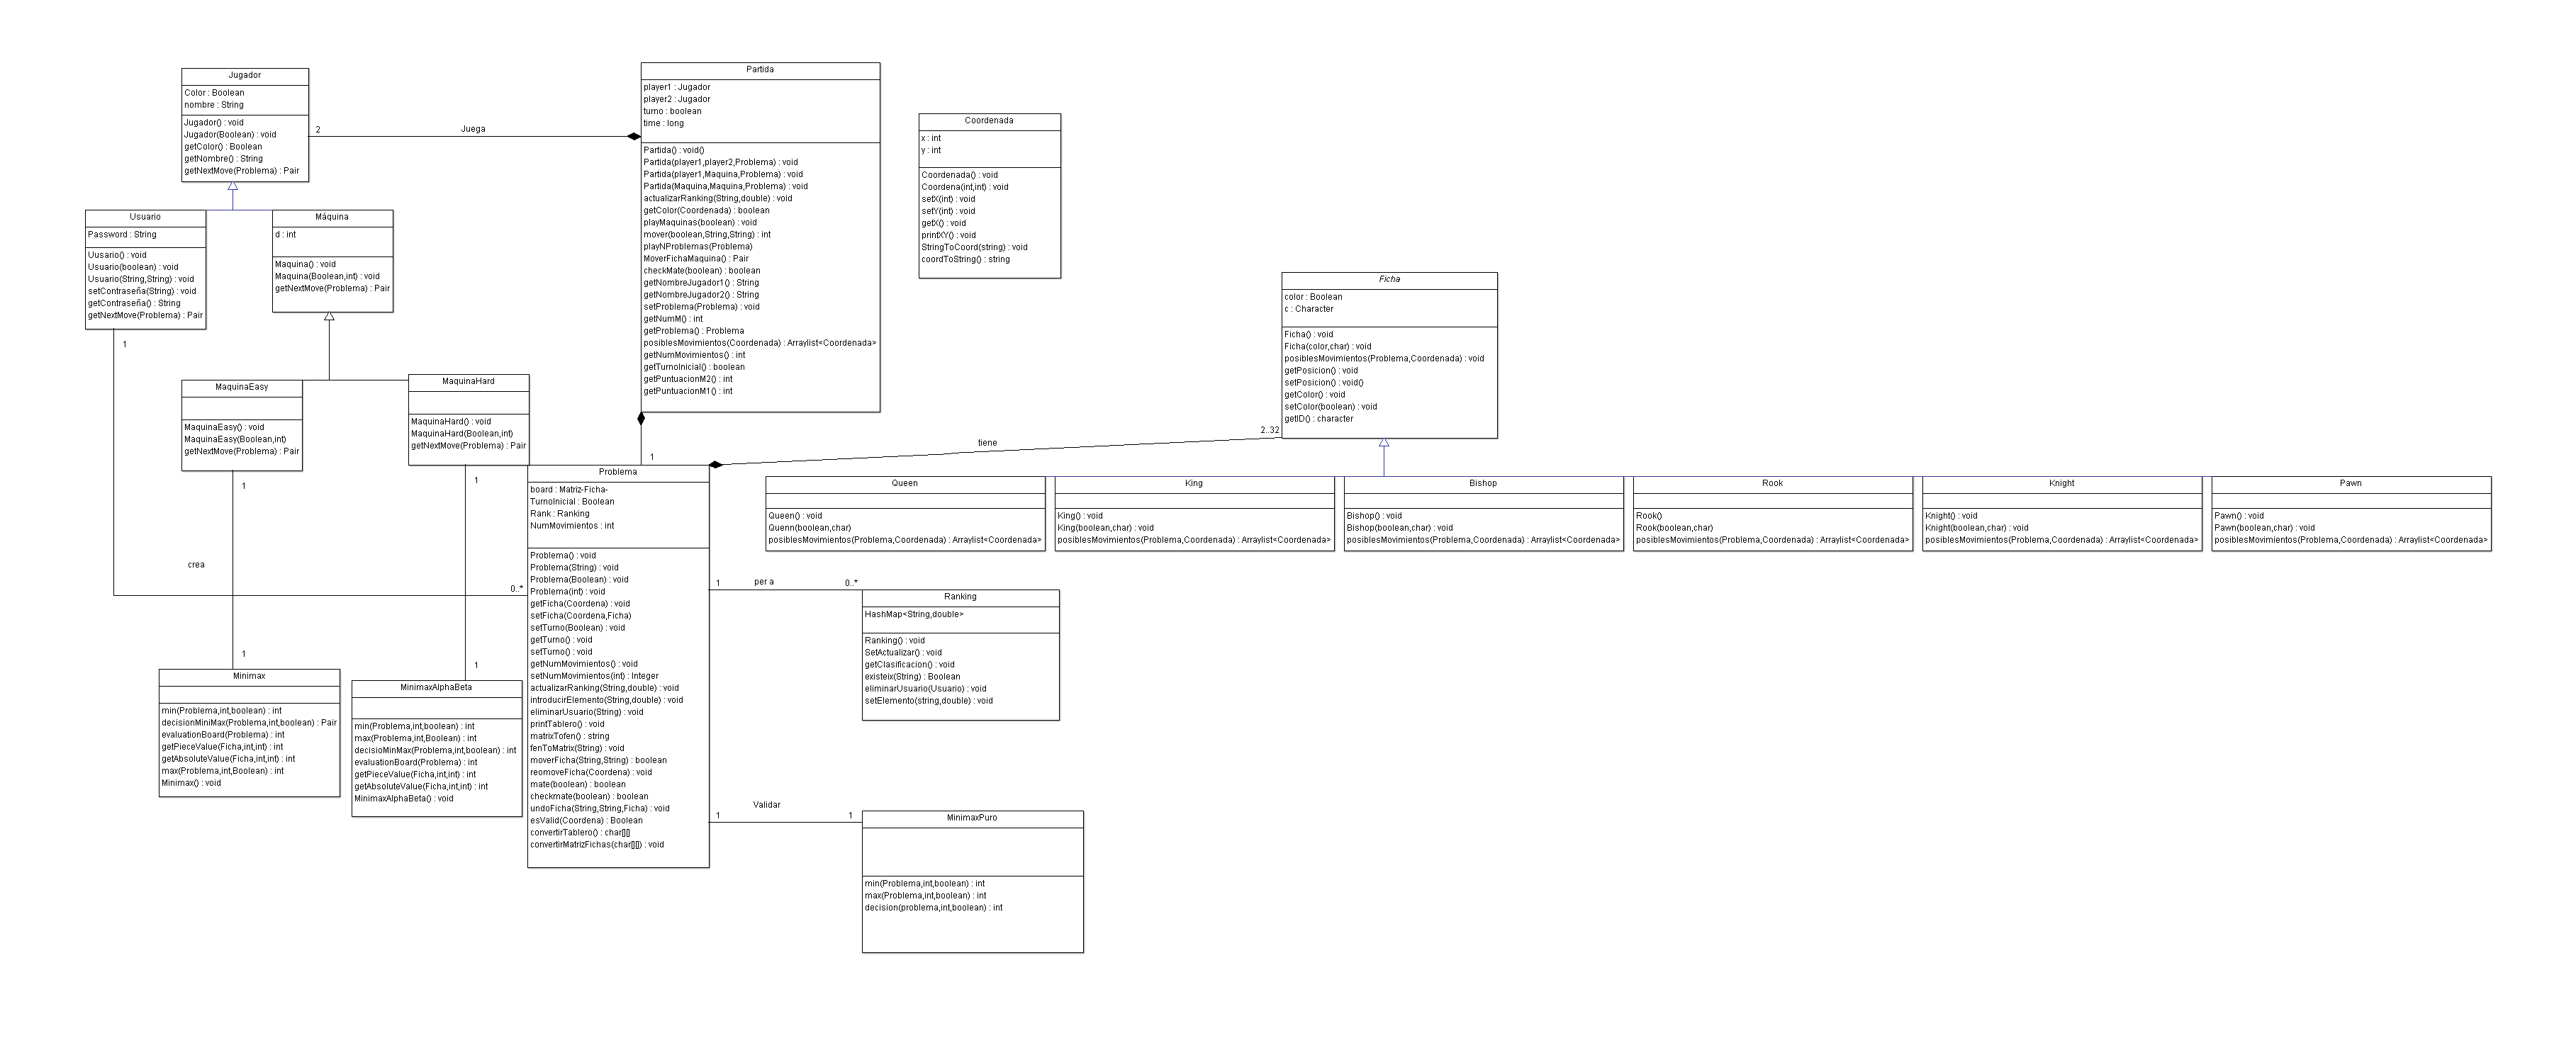 Jugador
Color : Boolean
nombre : String
Jugador() : void
Jugador(Boolean) : void
getColor() : Boolean
getNombre() : String
getNextMove(Problema) : Pair
2
Juega
Partida
player1 : Jugador
player2 : Jugador
turno : boolean
time : long
Partida() : void()
Partida(player1,player2,Problema) : void
Partida(player1,Maquina,Problema) : void
Partida(Maquina,Maquina,Problema) : void
actualizarRanking(String,double) : void
getColor(Coordenada) : boolean
playMaquinas(boolean) : void
mover(boolean,String,String) : int
playNProblemas(Problema)
MoverFichaMaquina() : Pair
checkMate(boolean) : boolean
getNombreJugador1() : String
getNombreJugador2() : String
setProblema(Problema) : void
getNumM() : int
getProblema() : Problema
posiblesMovimientos(Coordenada) : Arraylist<Coordenada>
getNumMovimientos() : int
getTurnoInicial() : boolean
getPuntuacionM2() : int
getPuntuacionM1() : int
Coordenada
x : int
y : int
Coordenada() : void
Coordena(int,int) : void
setX(int) : void
setY(int) : void
getX() : void
printXY() : void
StringToCoord(string) : void
coordToString() : string
Usuario
Password : String
Uusario() : void
Usuario(boolean) : void
Usuario(String,String) : void
setContraseña(String) : void
getContraseña() : String
getNextMove(Problema) : Pair
1
Máquina
d : int
Maquina() : void
Maquina(Boolean,int) : void
getNextMove(Problema) : Pair
Ficha
color : Boolean
c : Character
Ficha() : void
Ficha(color,char) : void
posiblesMovimientos(Problema,Coordenada) : void
getPosicion() : void
setPosicion() : void()
getColor() : void
setColor(boolean) : void
getID() : character
2..32
tiene
1
MaquinaEasy
MaquinaEasy() : void
MaquinaEasy(Boolean,int)
getNextMove(Problema) : Pair
1
MaquinaHard
MaquinaHard() : void
MaquinaHard(Boolean,int)
getNextMove(Problema) : Pair
1
Queen
Queen() : void
Quenn(boolean,char)
posiblesMovimientos(Problema,Coordenada) : Arraylist<Coordenada>
King
King() : void
King(boolean,char) : void
posiblesMovimientos(Problema,Coordenada) : Arraylist<Coordenada>
Bishop
Bishop() : void
Bishop(boolean,char) : void
posiblesMovimientos(Problema,Coordenada) : Arraylist<Coordenada>
Rook
Rook()
Rook(boolean,char)
posiblesMovimientos(Problema,Coordenada) : Arraylist<Coordenada>
Knight
Knight() : void
Knight(boolean,char) : void
posiblesMovimientos(Problema,Coordenada) : Arraylist<Coordenada>
Pawn
Pawn() : void
Pawn(boolean,char) : void
posiblesMovimientos(Problema,Coordenada) : Arraylist<Coordenada>
Problema
board : Matriz-Ficha-
TurnoInicial : Boolean
Rank : Ranking
NumMovimientos : int
Problema() : void
Problema(String) : void
Problema(Boolean) : void
Problema(int) : void
getFicha(Coordena) : void
setFicha(Coordena,Ficha)
setTurno(Boolean) : void
getTurno() : void
setTurno() : void
getNumMovimientos() : void
setNumMovimientos(int) : Integer
actualizarRanking(String,double) : void
introducirElemento(String,double) : void
eliminarUsuario(String) : void
printTablero() : void
matrixTofen() : string
fenToMatrix(String) : void
moverFicha(String,String) : boolean
reomoveFicha(Coordena) : void
mate(boolean) : boolean
checkmate(boolean) : boolean
undoFicha(String,String,Ficha) : void
esValid(Coordena) : Boolean
convertirTablero() : char[][]
convertirMatrizFichas(char[][]) : void
crea
0..*
1
per a
0..*
Ranking
HashMap<String,double>
Ranking() : void
SetActualizar() : void
getClasificacion() : void
existeix(String) : Boolean
eliminarUsuario(Usuario) : void
setElemento(string,double) : void
1
Minimax
min(Problema,int,boolean) : int
decisionMiniMax(Problema,int,boolean) : Pair
evaluationBoard(Problema) : int
getPieceValue(Ficha,int,int) : int
getAbsoluteValue(Ficha,int,int) : int
max(Problema,int,Boolean) : int
Minimax() : void
1
MinimaxAlphaBeta
min(Problema,int,boolean) : int
max(Problema,int,Boolean) : int
decisioMinMax(Problema,int,boolean) : int
evaluationBoard(Problema) : int
getPieceValue(Ficha,int,int) : int
getAbsoluteValue(Ficha,int,int) : int
MinimaxAlphaBeta() : void
Validar
1
1
MinimaxPuro
min(Problema,int,boolean) : int
max(Problema,int,boolean) : int
decision(problema,int,boolean) : int